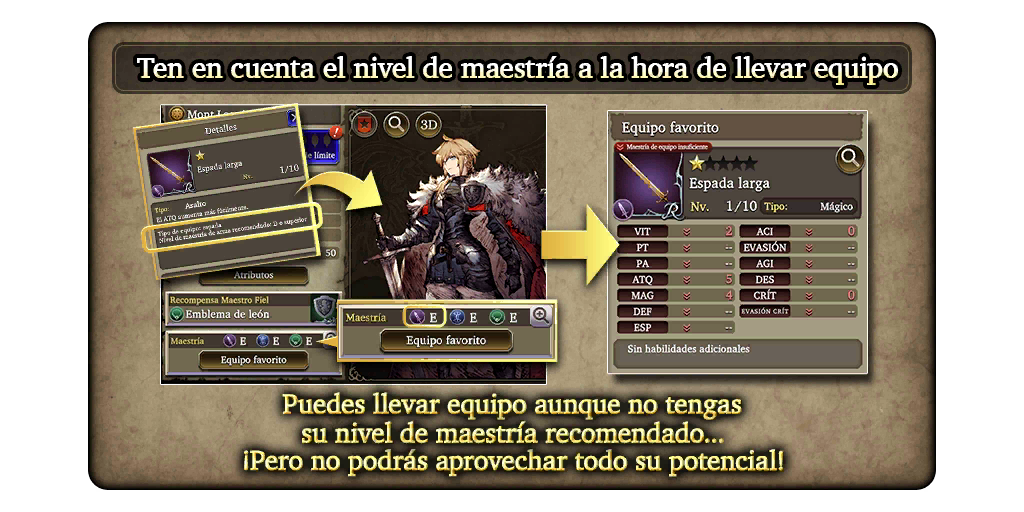 Ten en cuenta el nivel de maestría a la hora de llevar equipo
Detalles
Espada larga
Nv. 1/10
Tipo: Asalto
El ATQ aumenta más fácilmente.
Tipo de equipo: espada
Nivel de maestría de arma recomendado: D o superior
e límite
50
Atributos
Recompensa Maestro Fiel
Emblema de león
Maestría E E E
Equipo favorito
3D
Maestría E E E
Equipo favorito
Equipo favorito
Maestría de equipo insuficiente
Espada larga
R
Nv. 1/10 Tipo: Mágico
VIT 2 ACI 0
PT -- EVASIÓN --
PA -- AGI --
ATQ 5 DES --
MAG 4 CRÍT 0
DEF -- EVASIÓN CRÍT --
ESP --
Sin habilidades adicionales
Puedes llevar equipo aunque no tengas
su nivel de maestría recomendado...
¡Pero no podrás aprovechar todo su potencial!